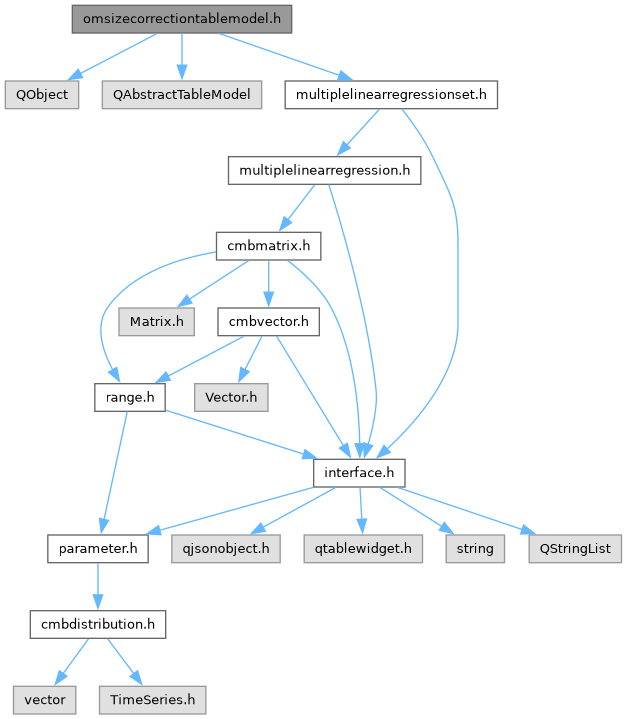 omsizecorrectiontablemodel.h
QObject
QAbstractTableModel
multiplelinearregressionset.h
multiplelinearregression.h
cmbmatrix.h
Matrix.h
cmbvector.h
range.h
Vector.h
interface.h
parameter.h
qjsonobject.h
qtablewidget.h
string
QStringList
cmbdistribution.h
vector
TimeSeries.h